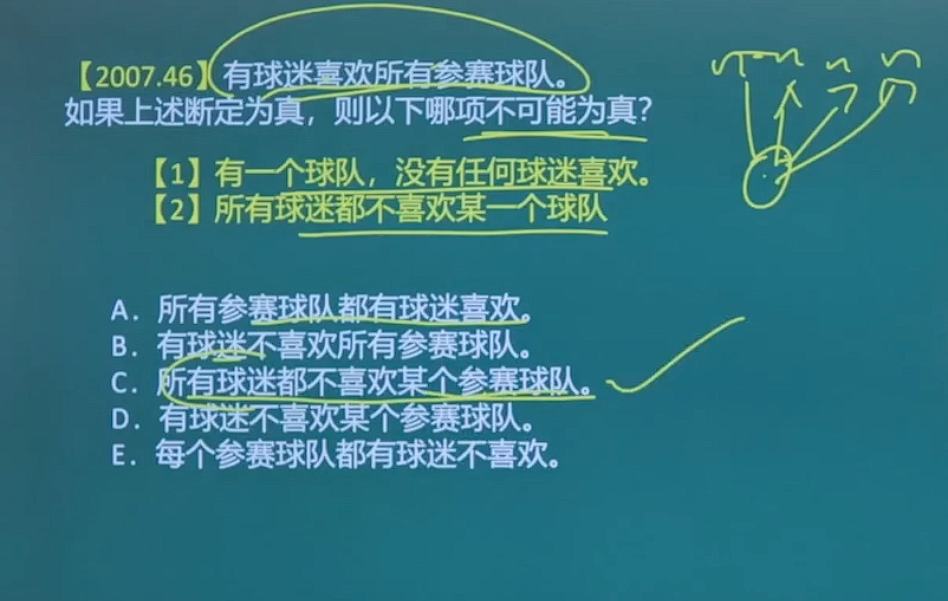 【2007.46】有球迷喜欢所有参赛球队。
如果上述断定为真，则以下哪项不可能为真？
【1】有一个球队，没有任何球迷喜欢。
【2】所有球迷都不喜欢某一个球队
A．所有参赛球队都有球迷喜欢。
B．有球迷不喜欢所有参赛球队。
C．所有球迷都不喜欢某个参赛球队。
D．有球迷不喜欢某个参赛球队。
E．每个参赛球队都有球迷不喜欢。